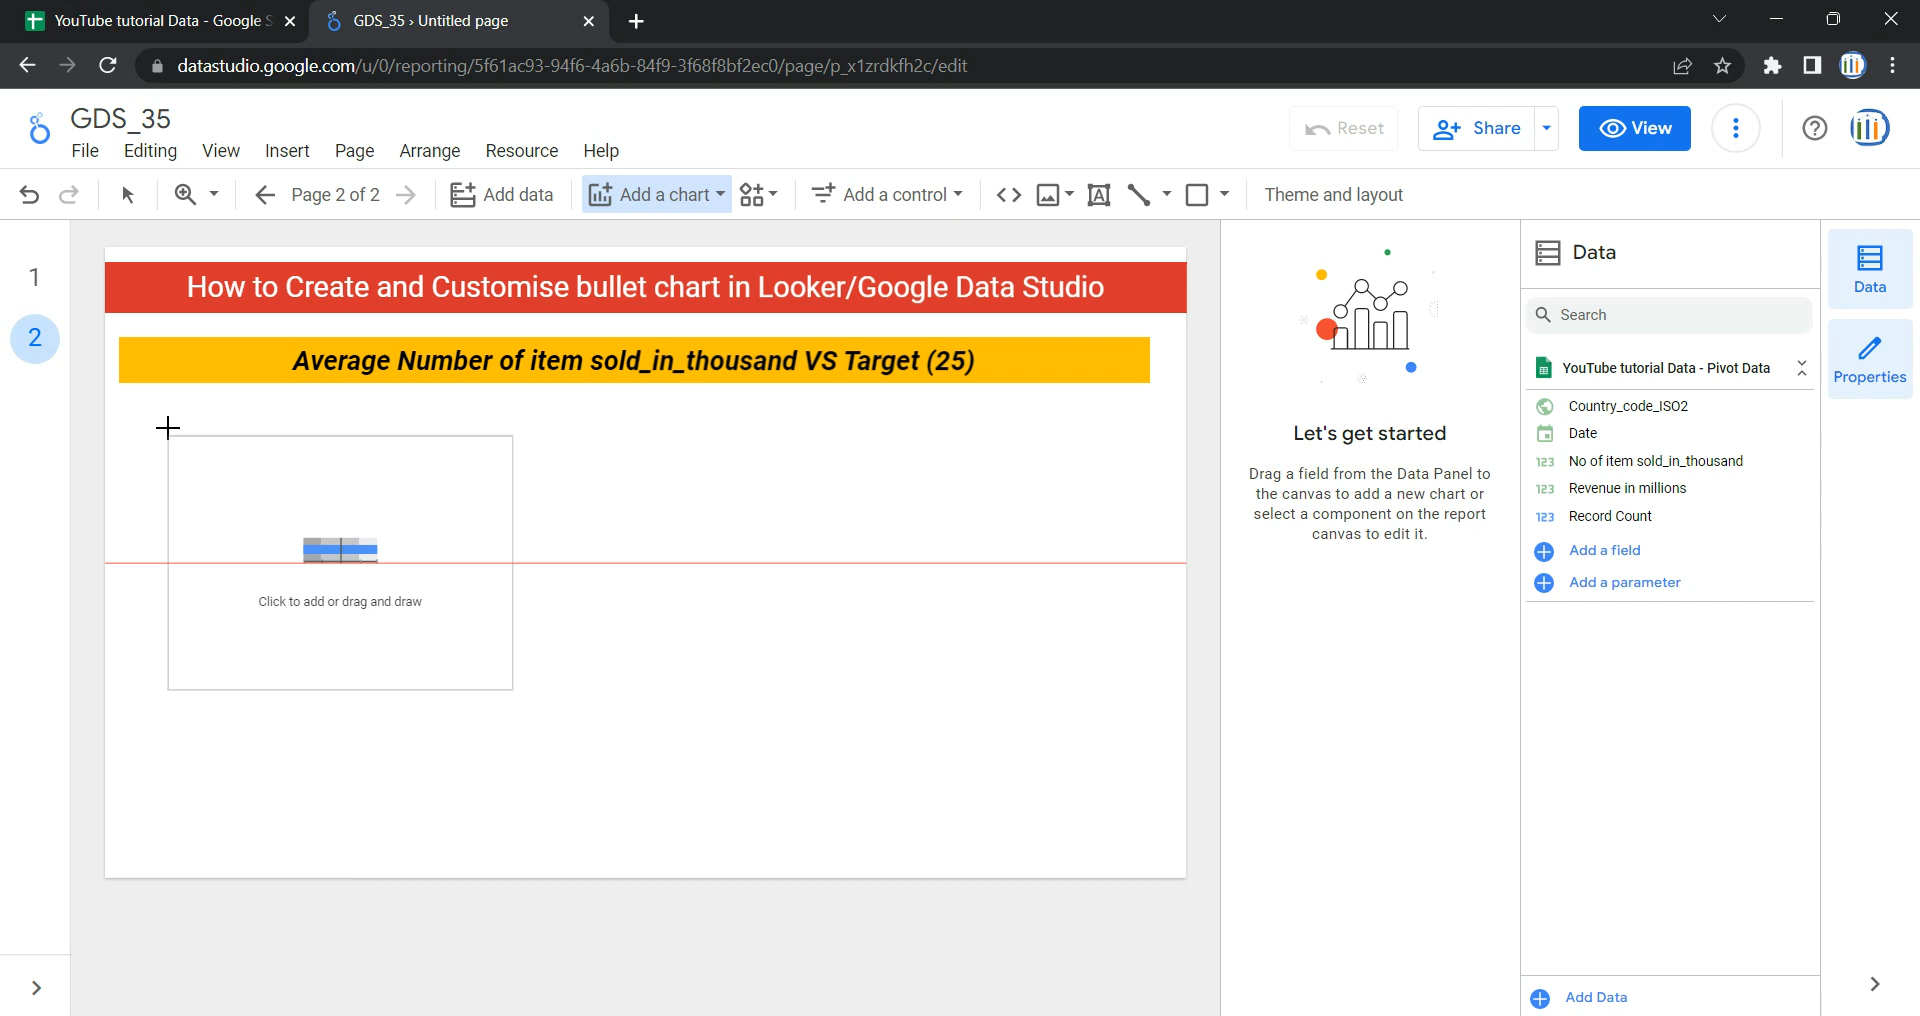 YouTube tutorial Data - Google S
GDS_35 › Untitled page
datastudio.google.com/u/0/reporting/5f61ac93-94f6-4a6b-84f9-3f68f8bf2ec0/page/p_x1zrdkfh2c/edit
GDS_35
File Editing View Insert Page Arrange Resource Help
Reset
Share
View
Page 2 of 2
Add data
Add a chart
Add a control
Theme and layout
1
2
How to Create and Customise bullet chart in Looker/Google Data Studio
Average Number of item sold_in_thousand VS Target (25)
Click to add or drag and draw
Let's get started
Drag a field from the Data Panel to
the canvas to add a new chart or
select a component on the report
canvas to edit it.
Data
Search
YouTube tutorial Data - Pivot Data
Country_code_ISO2
Date
123 No of item sold_in_thousand
123 Revenue in millions
123 Record Count
Add a field
Add a parameter
Add Data
Data
Properties